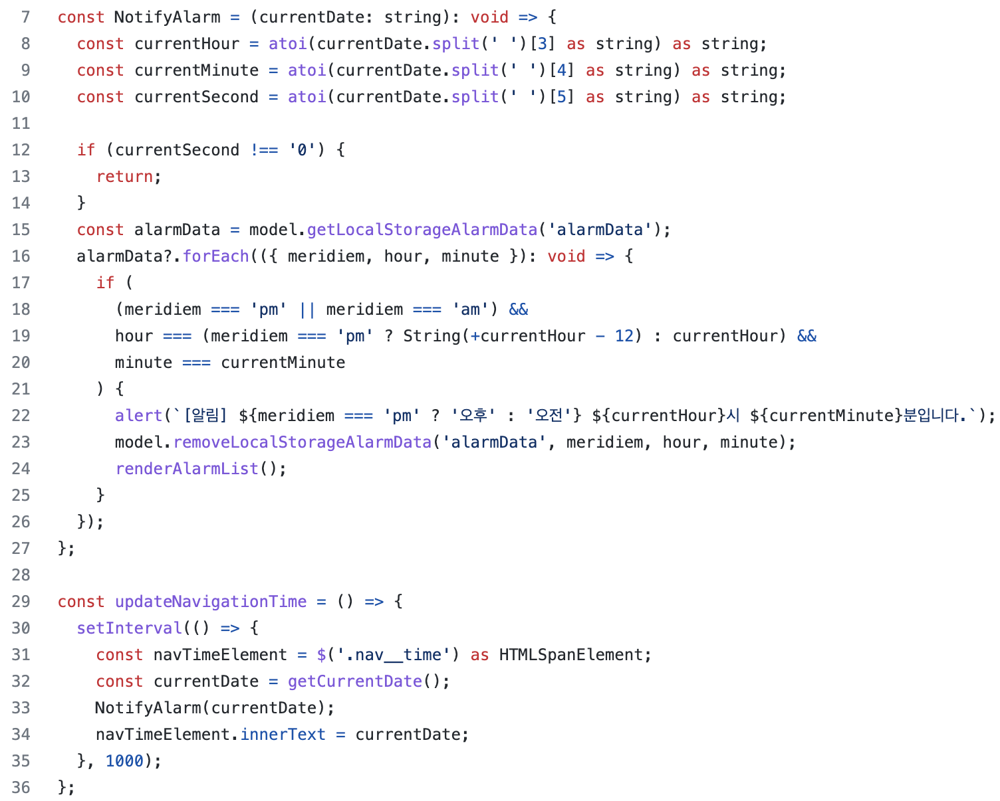 7 const NotifyAlarm = (currentDate: string): void => {
8   const currentHour = atoi(currentDate.split(' ')[3] as string) as string;
9   const currentMinute = atoi(currentDate.split(' ')[4] as string) as string;
10   const currentSecond = atoi(currentDate.split(' ')[5] as string) as string;
11
12   if (currentSecond !== '0') {
13     return;
14   }
15   const alarmData = model.getLocalStorageAlarmData('alarmData');
16   alarmData?.forEach(({ meridiem, hour, minute }): void => {
17     if (
18       (meridiem === 'pm' || meridiem === 'am') &&
19       hour === (meridiem === 'pm' ? String(+currentHour - 12) : currentHour) &&
20       minute === currentMinute
21     ) {
22       alert(`[알림] ${meridiem === 'pm' ? '오후' : '오전'} ${currentHour}시 ${currentMinute}분입니다.`);
23       model.removeLocalStorageAlarmData('alarmData', meridiem, hour, minute);
24       renderAlarmList();
25     }
26   });
27 };
28
29 const updateNavigationTime = () => {
30   setInterval(() => {
31     const navTimeElement = $('.nav__time') as HTMLSpanElement;
32     const currentDate = getCurrentDate();
33     NotifyAlarm(currentDate);
34     navTimeElement.innerText = currentDate;
35   }, 1000);
36 };